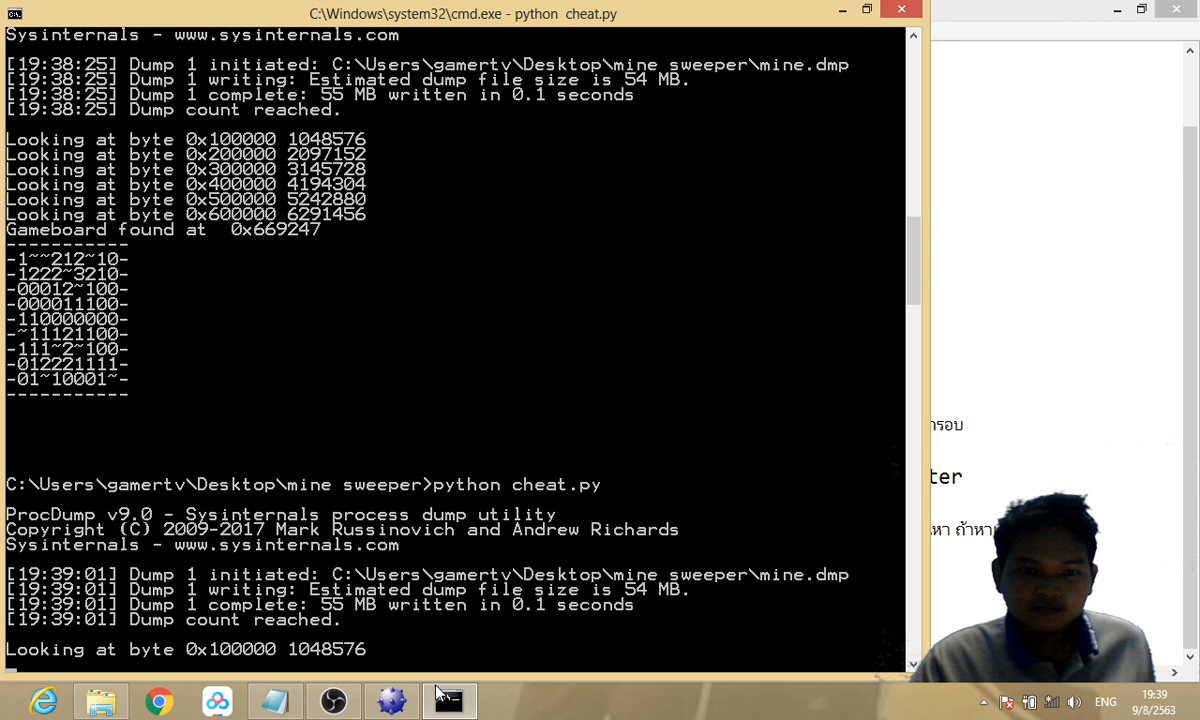 C:\Windows\system32\cmd.exe - python  cheat.py
Sysinternals - www.sysinternals.com
[19:38:25] Dump 1 initiated: C:\Users\gamertv\Desktop\mine sweeper\mine.dmp
[19:38:25] Dump 1 writing: Estimated dump file size is 54 MB.
[19:38:25] Dump 1 complete: 55 MB written in 0.1 seconds
[19:38:25] Dump count reached.
Looking at byte 0x100000 1048576
Looking at byte 0x200000 2097152
Looking at byte 0x300000 3145728
Looking at byte 0x400000 4194304
Looking at byte 0x500000 5242880
Looking at byte 0x600000 6291456
Gameboard found at  0x669247
-----------
-1~~212~10-
-1222~3210-
-00012~100-
-000011100-
-110000000-
-~11121100-
-111~2~100-
-012221111-
-01~10001~-
-----------
C:\Users\gamertv\Desktop\mine sweeper>python cheat.py
ProcDump v9.0 - Sysinternals process dump utility
Copyright (C) 2009-2017 Mark Russinovich and Andrew Richards
Sysinternals - www.sysinternals.com
[19:39:01] Dump 1 initiated: C:\Users\gamertv\Desktop\mine sweeper\mine.dmp
[19:39:01] Dump 1 writing: Estimated dump file size is 54 MB.
[19:39:01] Dump 1 complete: 55 MB written in 0.1 seconds
[19:39:01] Dump count reached.
Looking at byte 0x100000 1048576
กรอบ
ter
หา ถ้าหา
ENG
19:39
9/8/2563